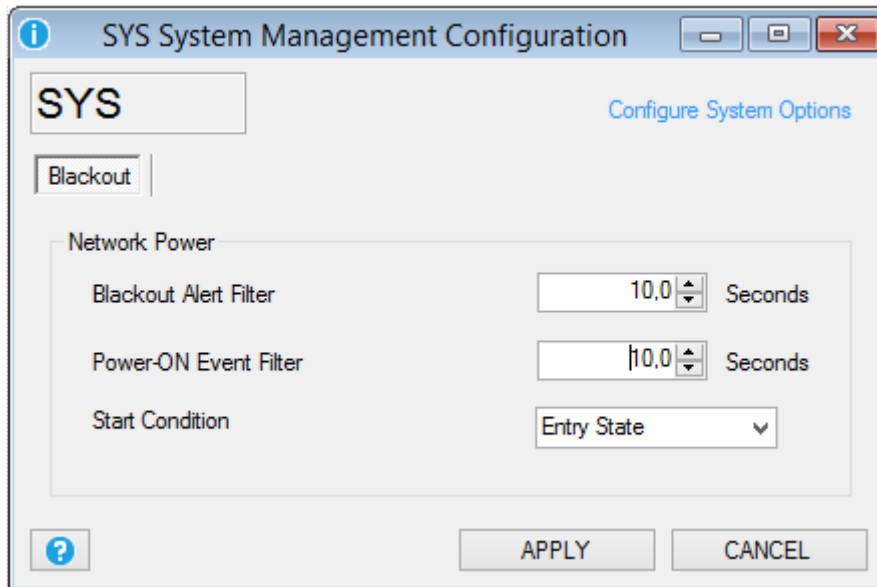 SYS System Management Configuration
SYS
Configure System Options
Blackout
Network Power
Blackout Alert Filter 10,0 Seconds
Power-ON Event Filter 10,0 Seconds
Start Condition Entry State
APPLY CANCEL